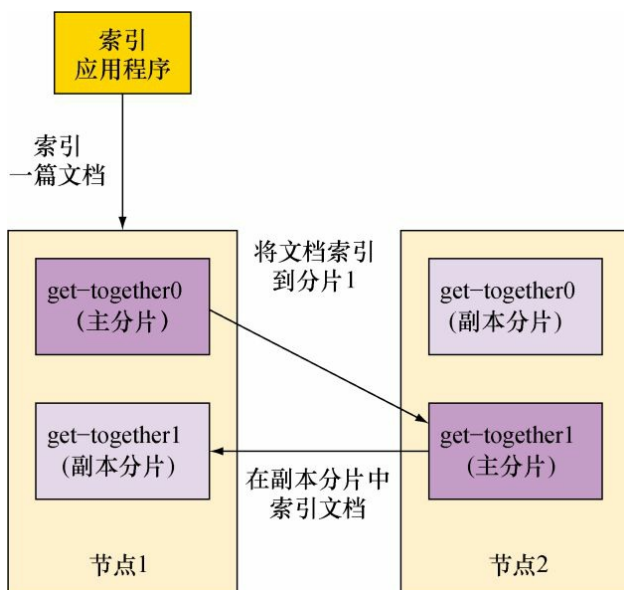 索引
应用程序
索引
一篇文档
将文档索引
到分片1
get-together0
(主分片)
get-together0
(副本分片)
get-together1
(副本分片)
get-together1
(主分片)
在副本分片中
索引文档
节点1
节点2